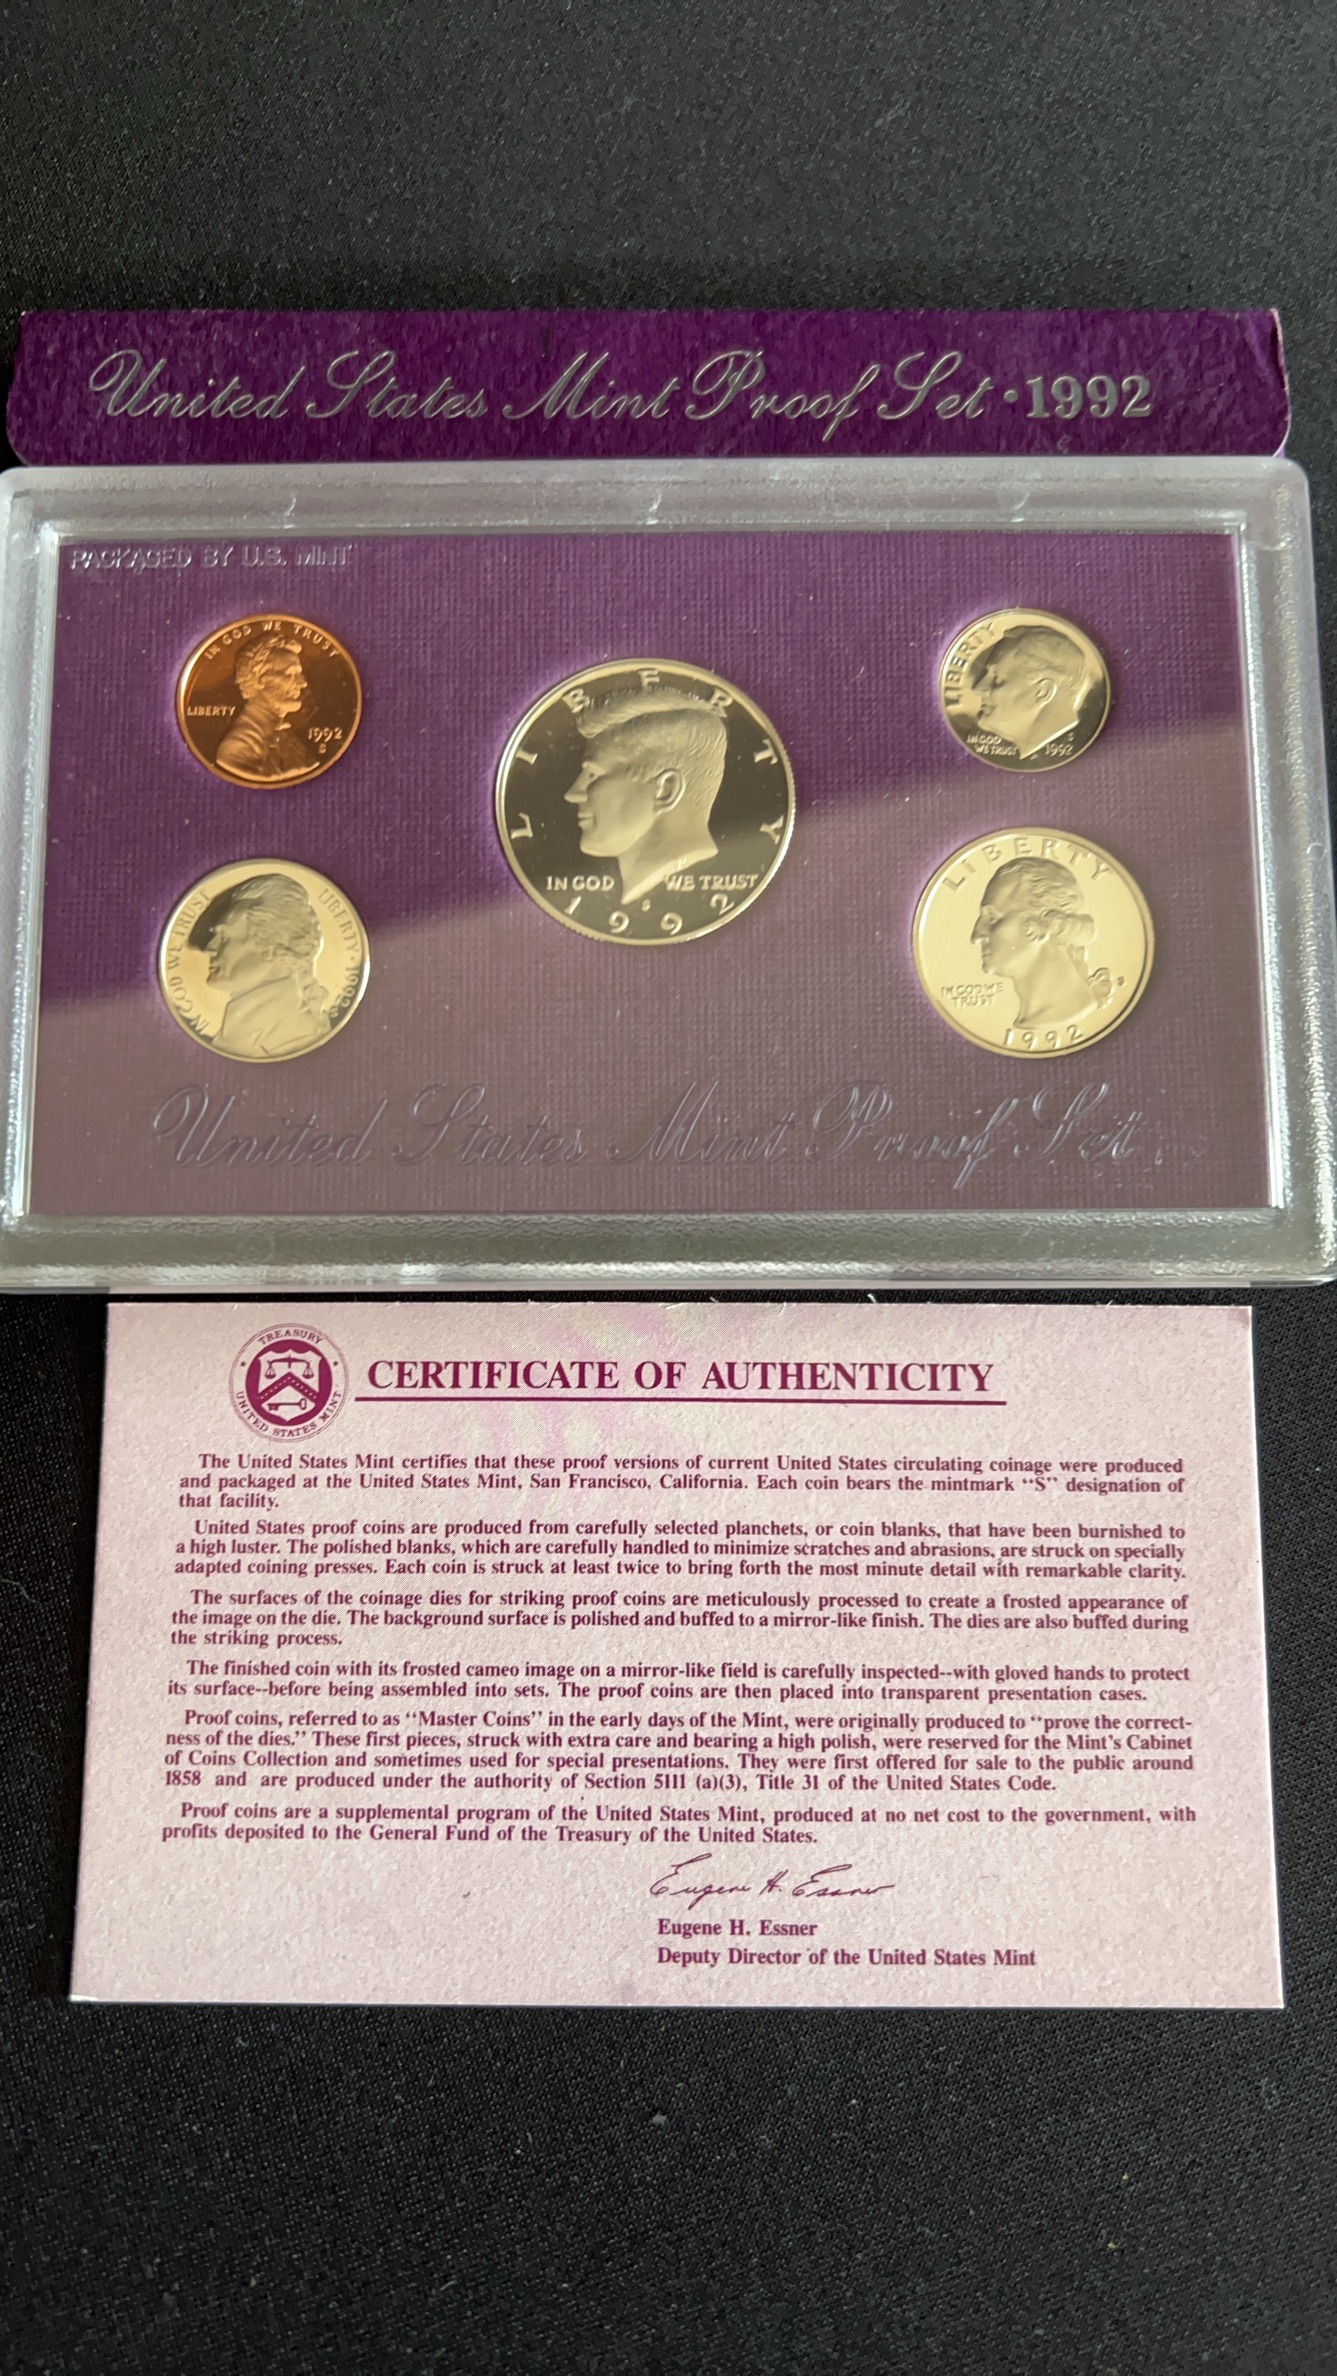 United States Mint Proof Set · 1992
PACKAGED BY U.S. MINT
IN GOD WE TRUST
LIBERTY
1992
S
LIBERTY
IN GOD WE TRUST
1992
S
LIBERTY
IN GOD
WE TRUST
S
1992
IN GOD WE TRUST
LIBERTY · 1992
S
LIBERTY
IN GOD WE
TRUST
S
1992
United States Mint Proof Set
TREASURY
UNITED STATES MINT
CERTIFICATE OF AUTHENTICITY
The United States Mint certifies that these proof versions of current United States circulating coinage were produced
and packaged at the United States Mint, San Francisco, California. Each coin bears the mintmark “S” designation of
that facility.
United States proof coins are produced from carefully selected planchets, or coin blanks, that have been burnished to
a high luster. The polished blanks, which are carefully handled to minimize scratches and abrasions, are struck on specially
adapted coining presses. Each coin is struck at least twice to bring forth the most minute detail with remarkable clarity.
The surfaces of the coinage dies for striking proof coins are meticulously processed to create a frosted appearance of
the image on the die. The background surface is polished and buffed to a mirror-like finish. The dies are also buffed during
the striking process.
The finished coin with its frosted cameo image on a mirror-like field is carefully inspected--with gloved hands to protect
its surface--before being assembled into sets. The proof coins are then placed into transparent presentation cases.
Proof coins, referred to as “Master Coins” in the early days of the Mint, were originally produced to “prove the correct-
ness of the dies.” These first pieces, struck with extra care and bearing a high polish, were reserved for the Mint's Cabinet
of Coins Collection and sometimes used for special presentations. They were first offered for sale to the public around
1858 and are produced under the authority of Section 5111 (a)(3), Title 31 of the United States Code.
Proof coins are a supplemental program of the United States Mint, produced at no net cost to the government, with
profits deposited to the General Fund of the Treasury of the United States.
Eugene H. Essner
Eugene H. Essner
Deputy Director of the United States Mint